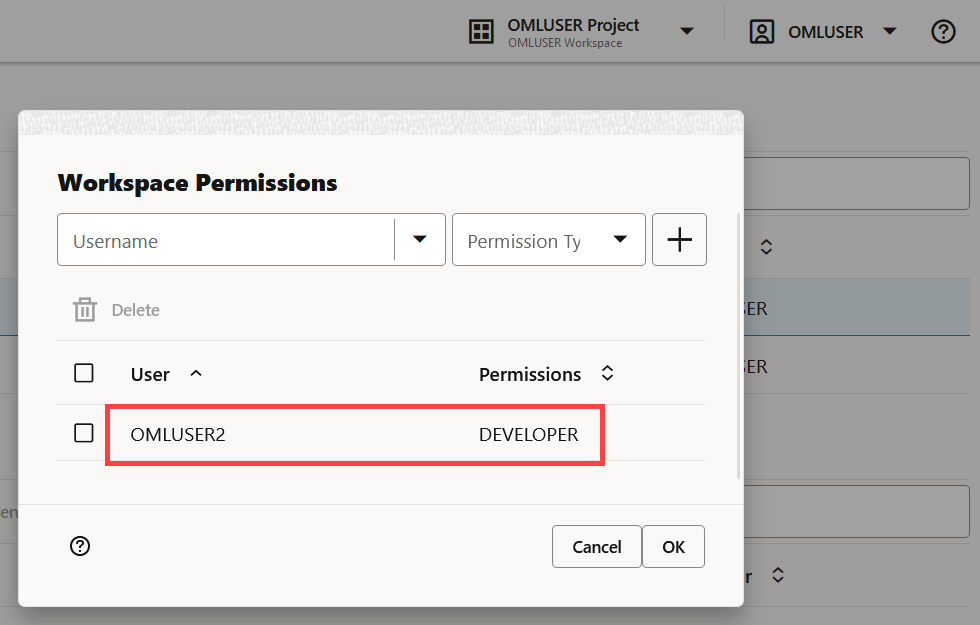 OMLUSER Project
OMLUSER Workspace
OMLUSER
Workspace Permissions
Username
Permission Ty
Delete
User
Permissions
OMLUSER2
DEVELOPER
Cancel
OK
SER
SER
en
r